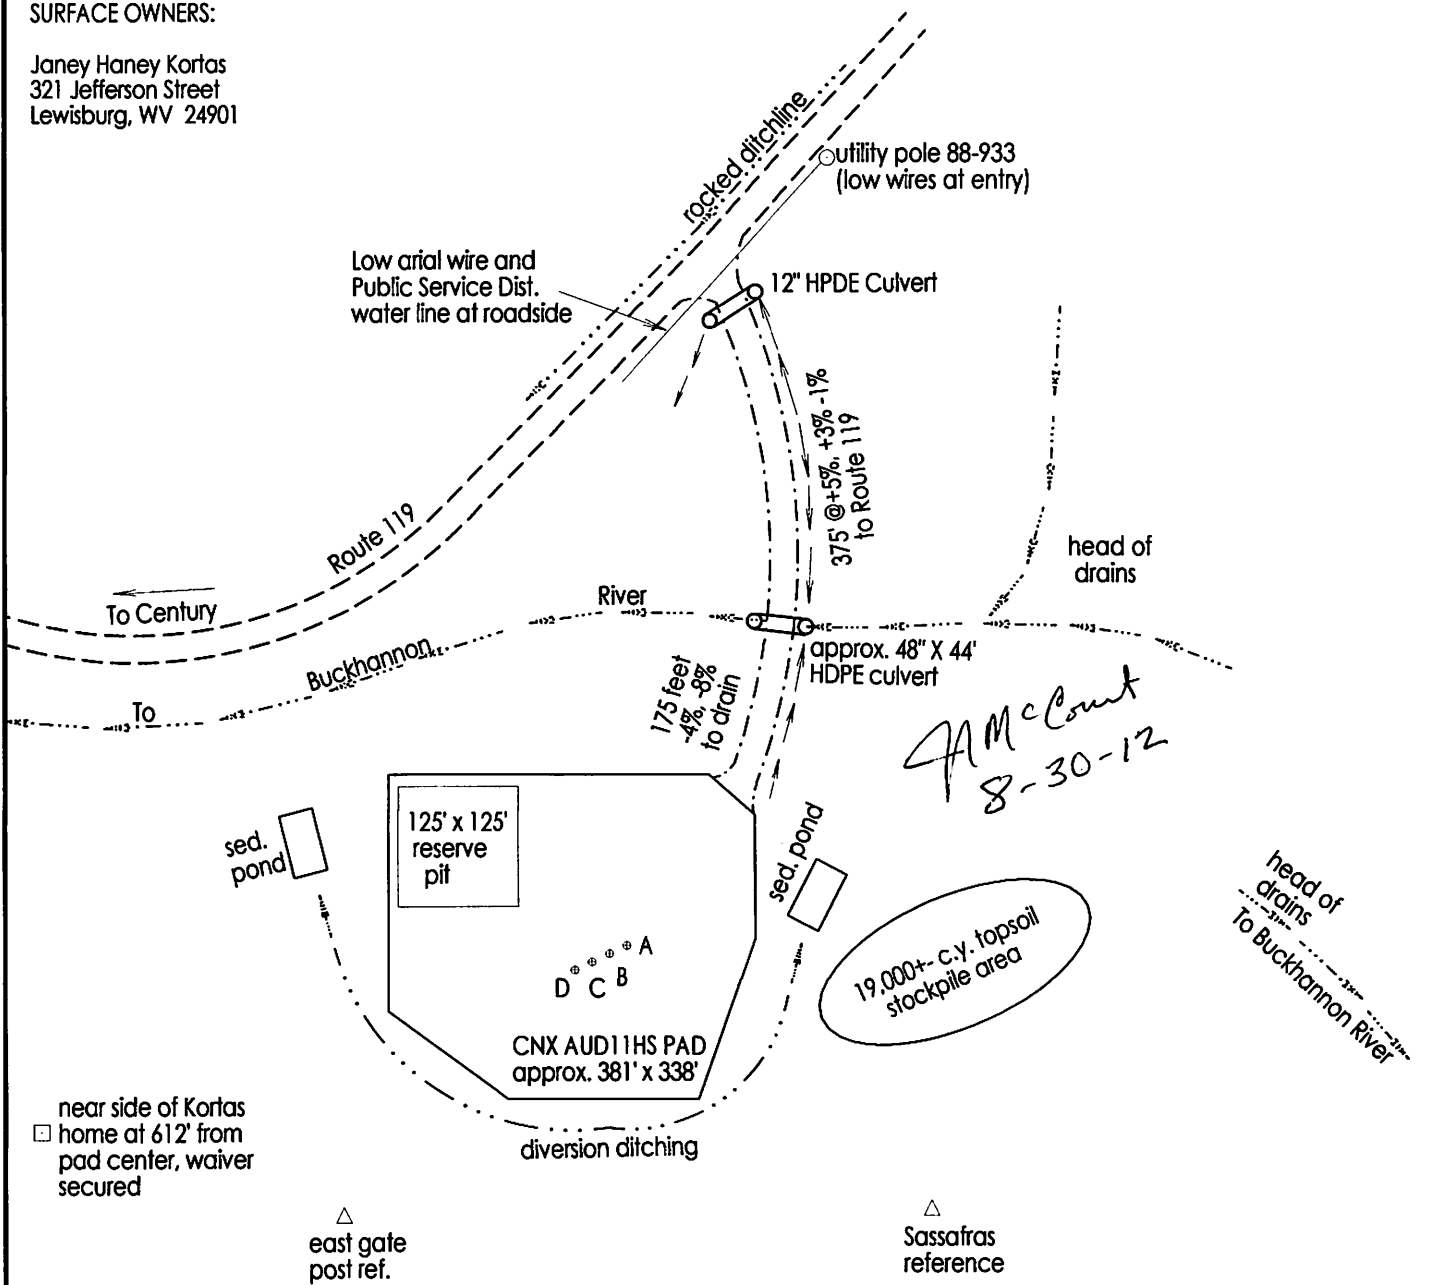 SURFACE OWNERS:
Janey Haney Kortas
321 Jefferson Street
Lewisburg, WV 24901
rocked ditchline
utility pole 88-933
(low wires at entry)
Low arial wire and
Public Service Dist.
water line at roadside
12" HPDE Culvert
375' @+5%, +3% -1%
to Route 119
Route 119
head of
drains
To Century
River
Buckhannon
To
approx. 48" X 44'
HDPE culvert
175 feet
-4%, -8%
to drain
JN McCourt
8-30-12
sed.
pond
125' x 125'
reserve
pit
sed. pond
head of
drains
To Buckhannon River
19,000+- c.y. topsoil
stockpile area
A
B
C
D
CNX AUD11HS PAD
approx. 381' x 338'
near side of Kortas
home at 612' from
pad center, waiver
secured
diversion ditching
east gate
post ref.
Sassafras
reference